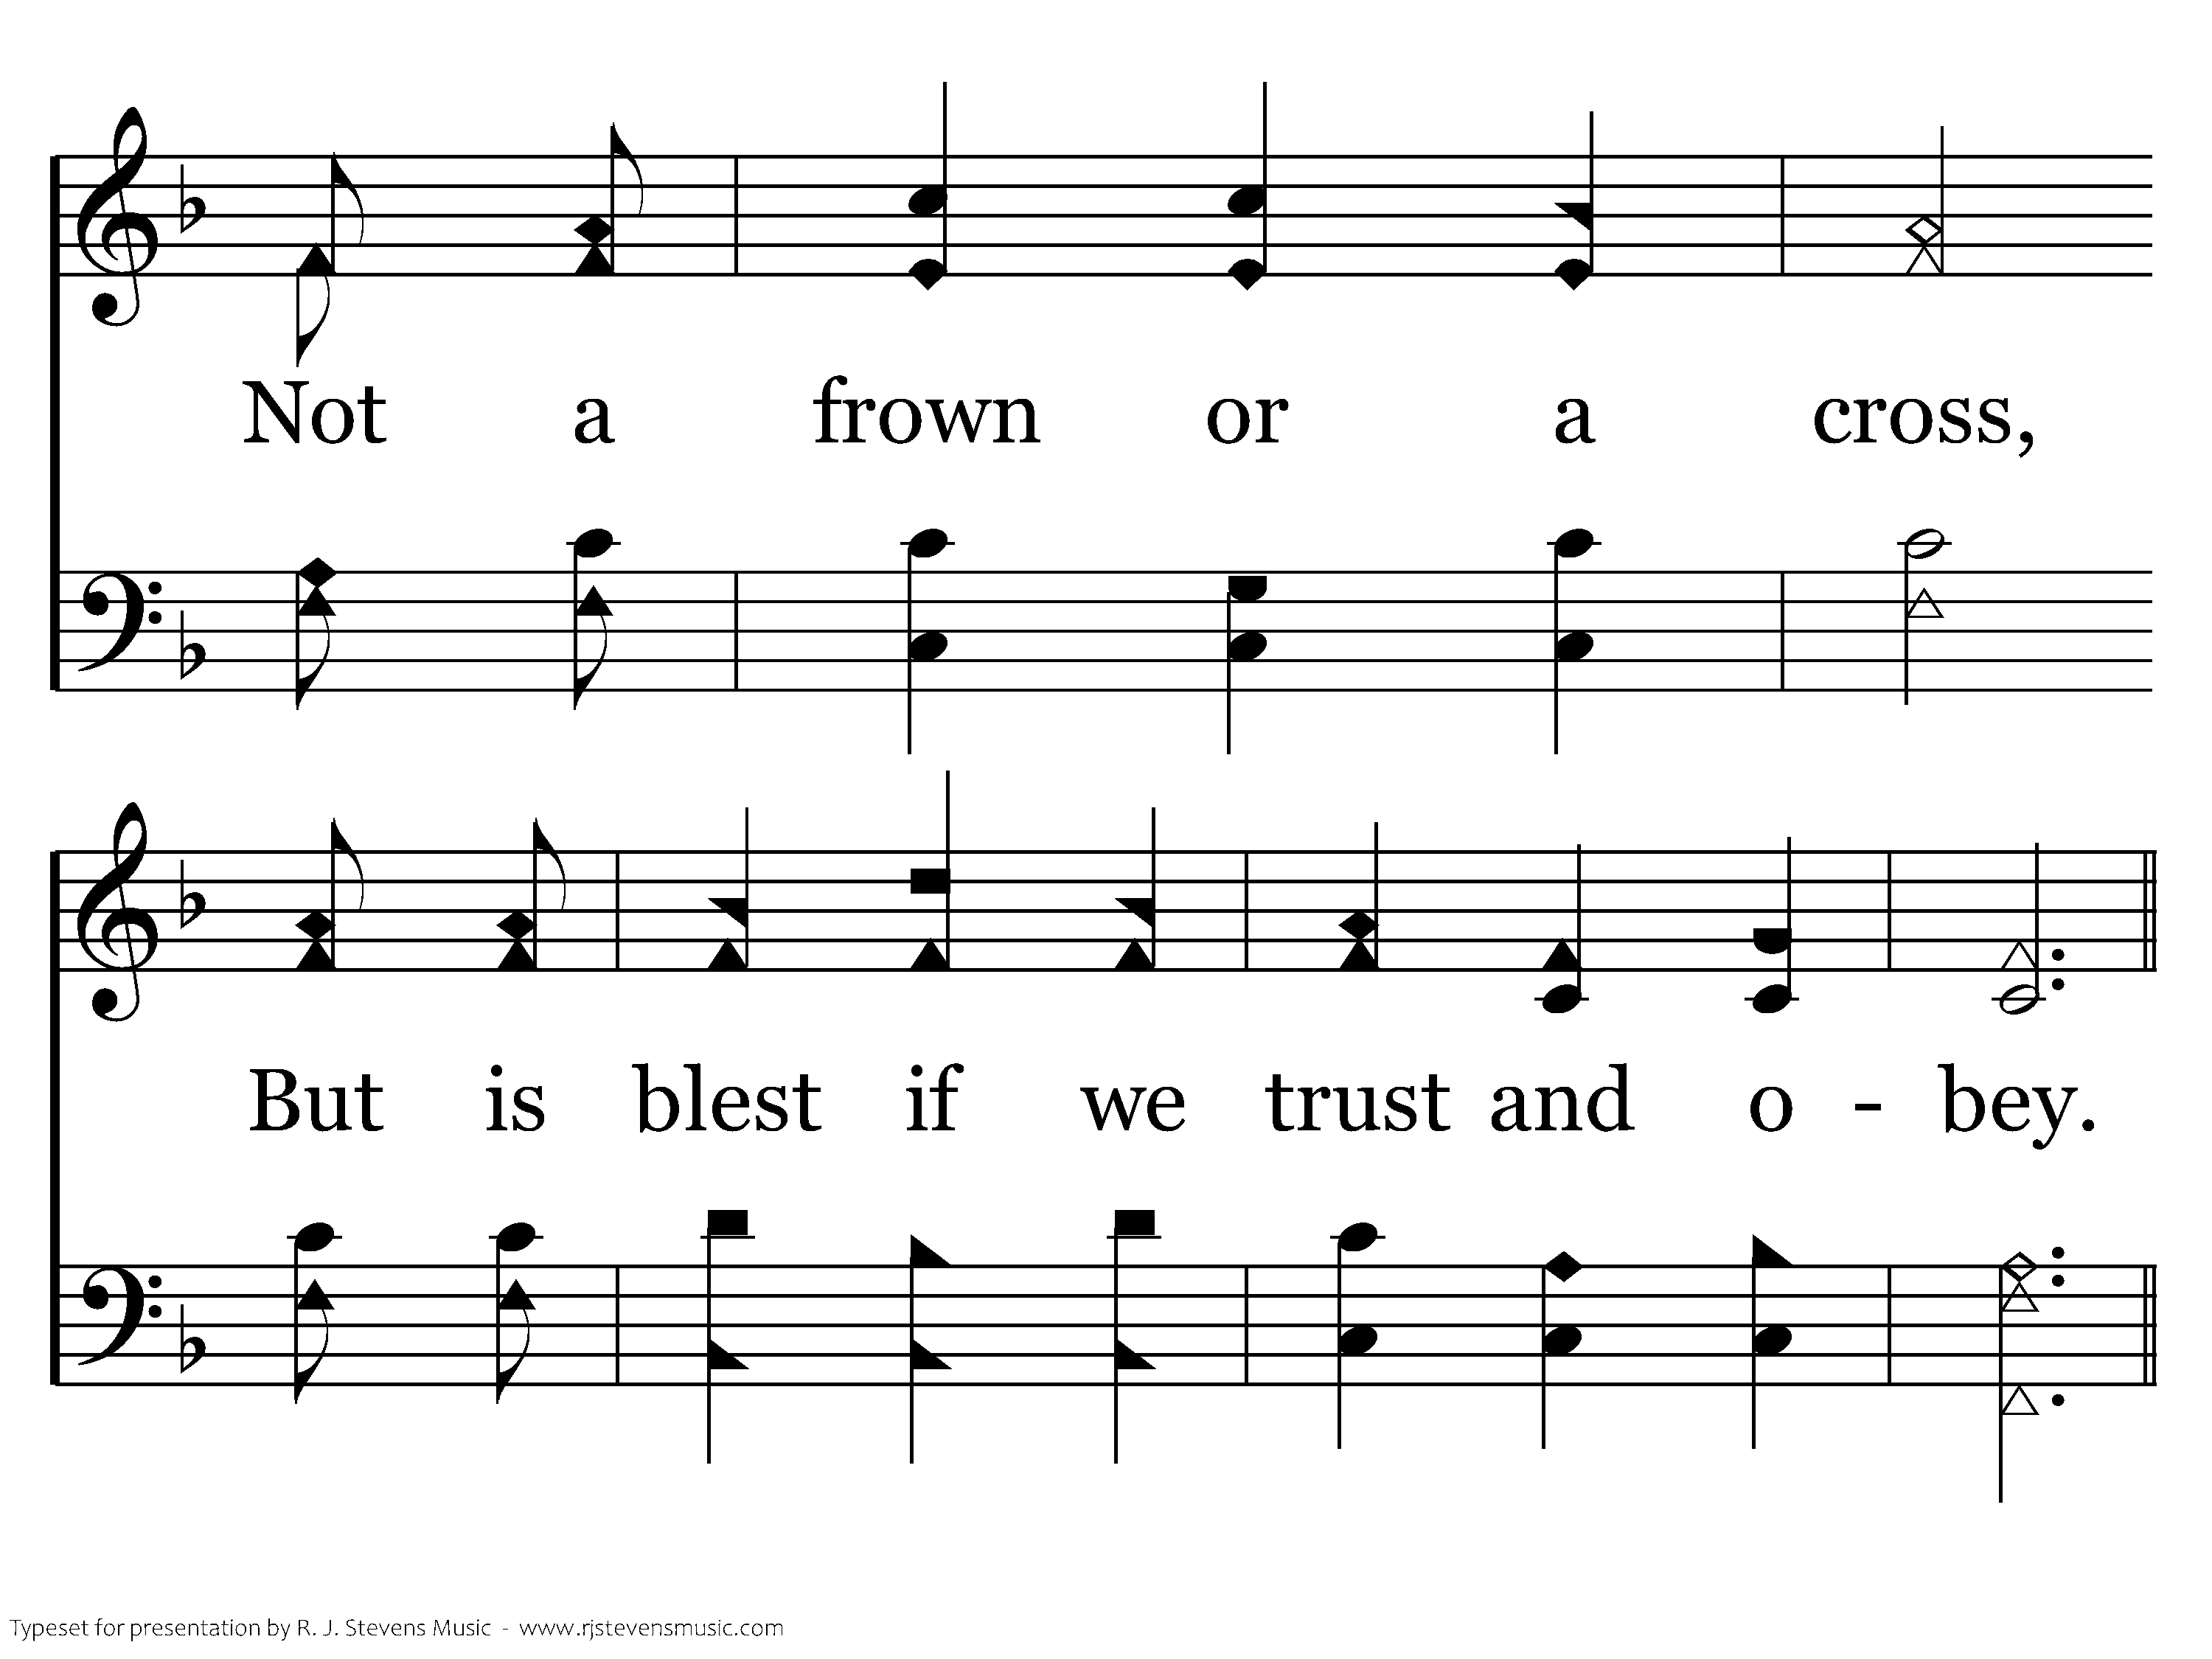 Not a frown or a cross,
But is blest if we trust and o - bey.
Typeset for presentation by R. J. Stevens Music - www.rjstevensmusic.com